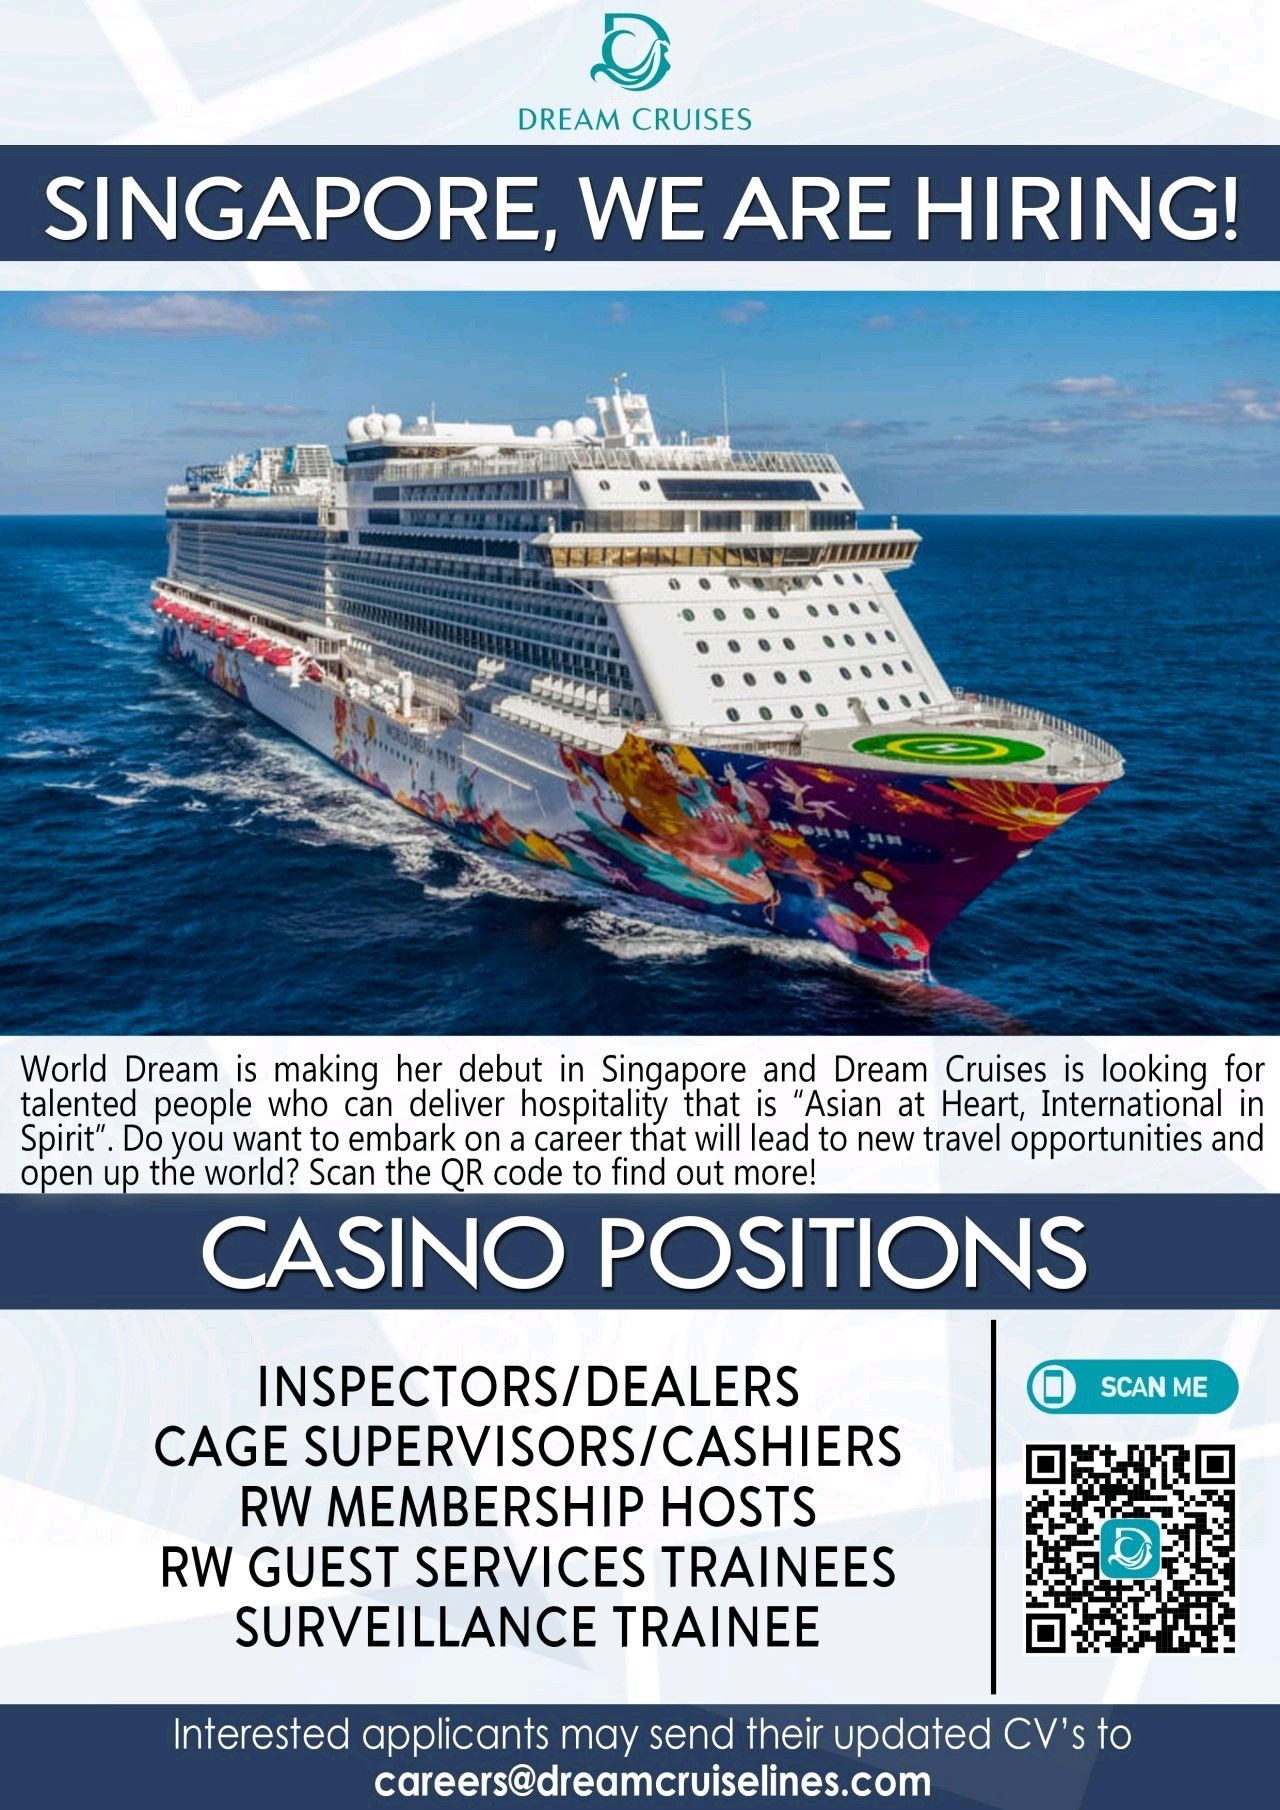 DREAM CRUISES
SINGAPORE, WE ARE HIRING!
WORLD DREAM
World Dream is making her debut in Singapore and Dream Cruises is looking for
talented people who can deliver hospitality that is “Asian at Heart, International in
Spirit”. Do you want to embark on a career that will lead to new travel opportunities and
open up the world? Scan the QR code to find out more!
CASINO POSITIONS
INSPECTORS/DEALERS
CAGE SUPERVISORS/CASHIERS
RW MEMBERSHIP HOSTS
RW GUEST SERVICES TRAINEES
SURVEILLANCE TRAINEE
SCAN ME
Interested applicants may send their updated CV’s to
careers@dreamcruiselines.com